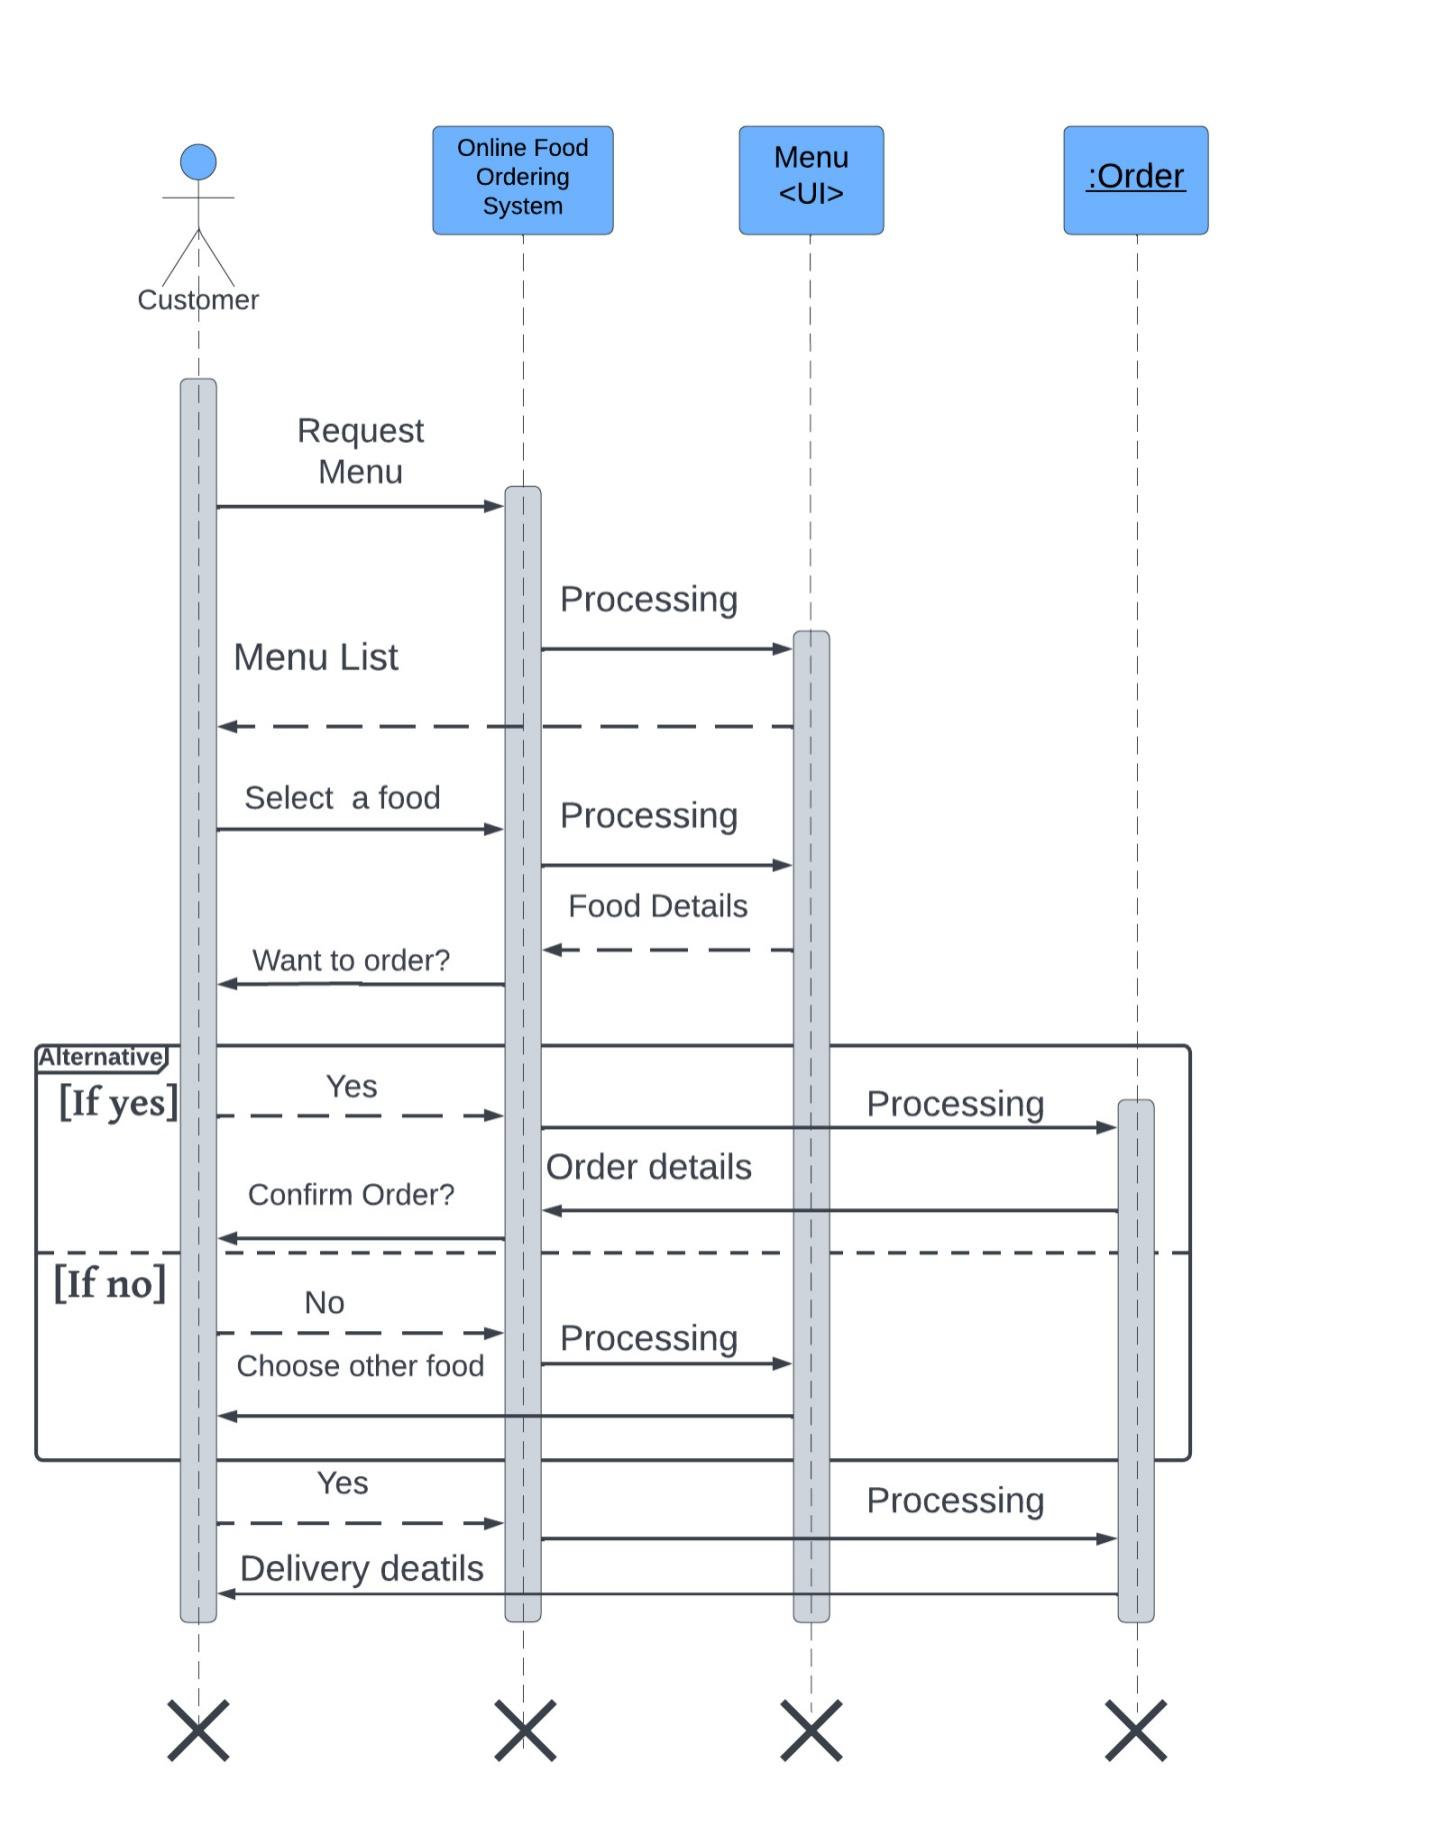 Online Food
Ordering
System
Menu
<UI>
:Order
Customer
Request
Menu
Processing
Menu List
Select a food
Processing
Food Details
Want to order?
Alternative
[If yes]
Yes
Processing
Order details
Confirm Order?
[If no]
No
Processing
Choose other food
Yes
Processing
Delivery deatils